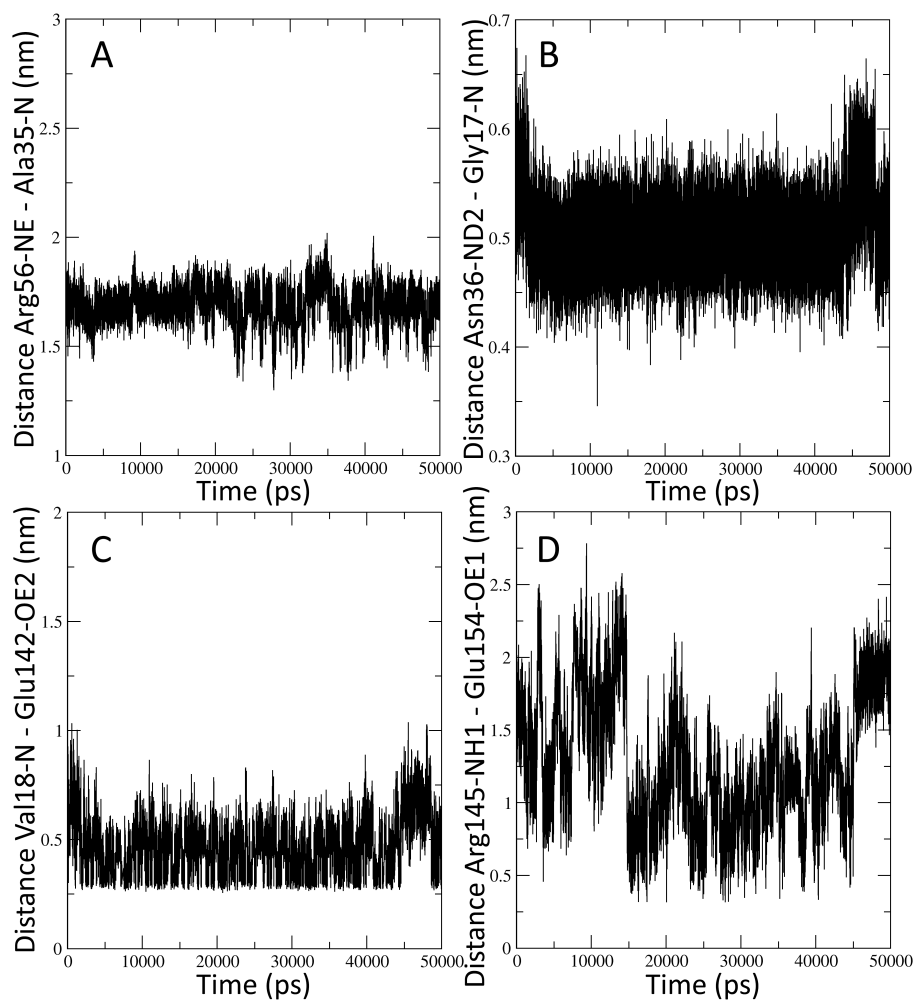 A
Distance Arg56-NE - Ala35-N (nm)
3
2.5
2
1.5
1
0 10000 20000 30000 40000 50000
Time (ps)
B
Distance Asn36-ND2 - Gly17-N (nm)
0.7
0.6
0.5
0.4
0.3
0 10000 20000 30000 40000 50000
Time (ps)
C
Distance Val18-N - Glu142-OE2 (nm)
2
1.5
1
0.5
0
0 10000 20000 30000 40000 50000
Time (ps)
D
Distance Arg145-NH1 - Glu154-OE1 (nm)
3
2.5
2
1.5
1
0.5
0
0 10000 20000 30000 40000 50000
Time (ps)